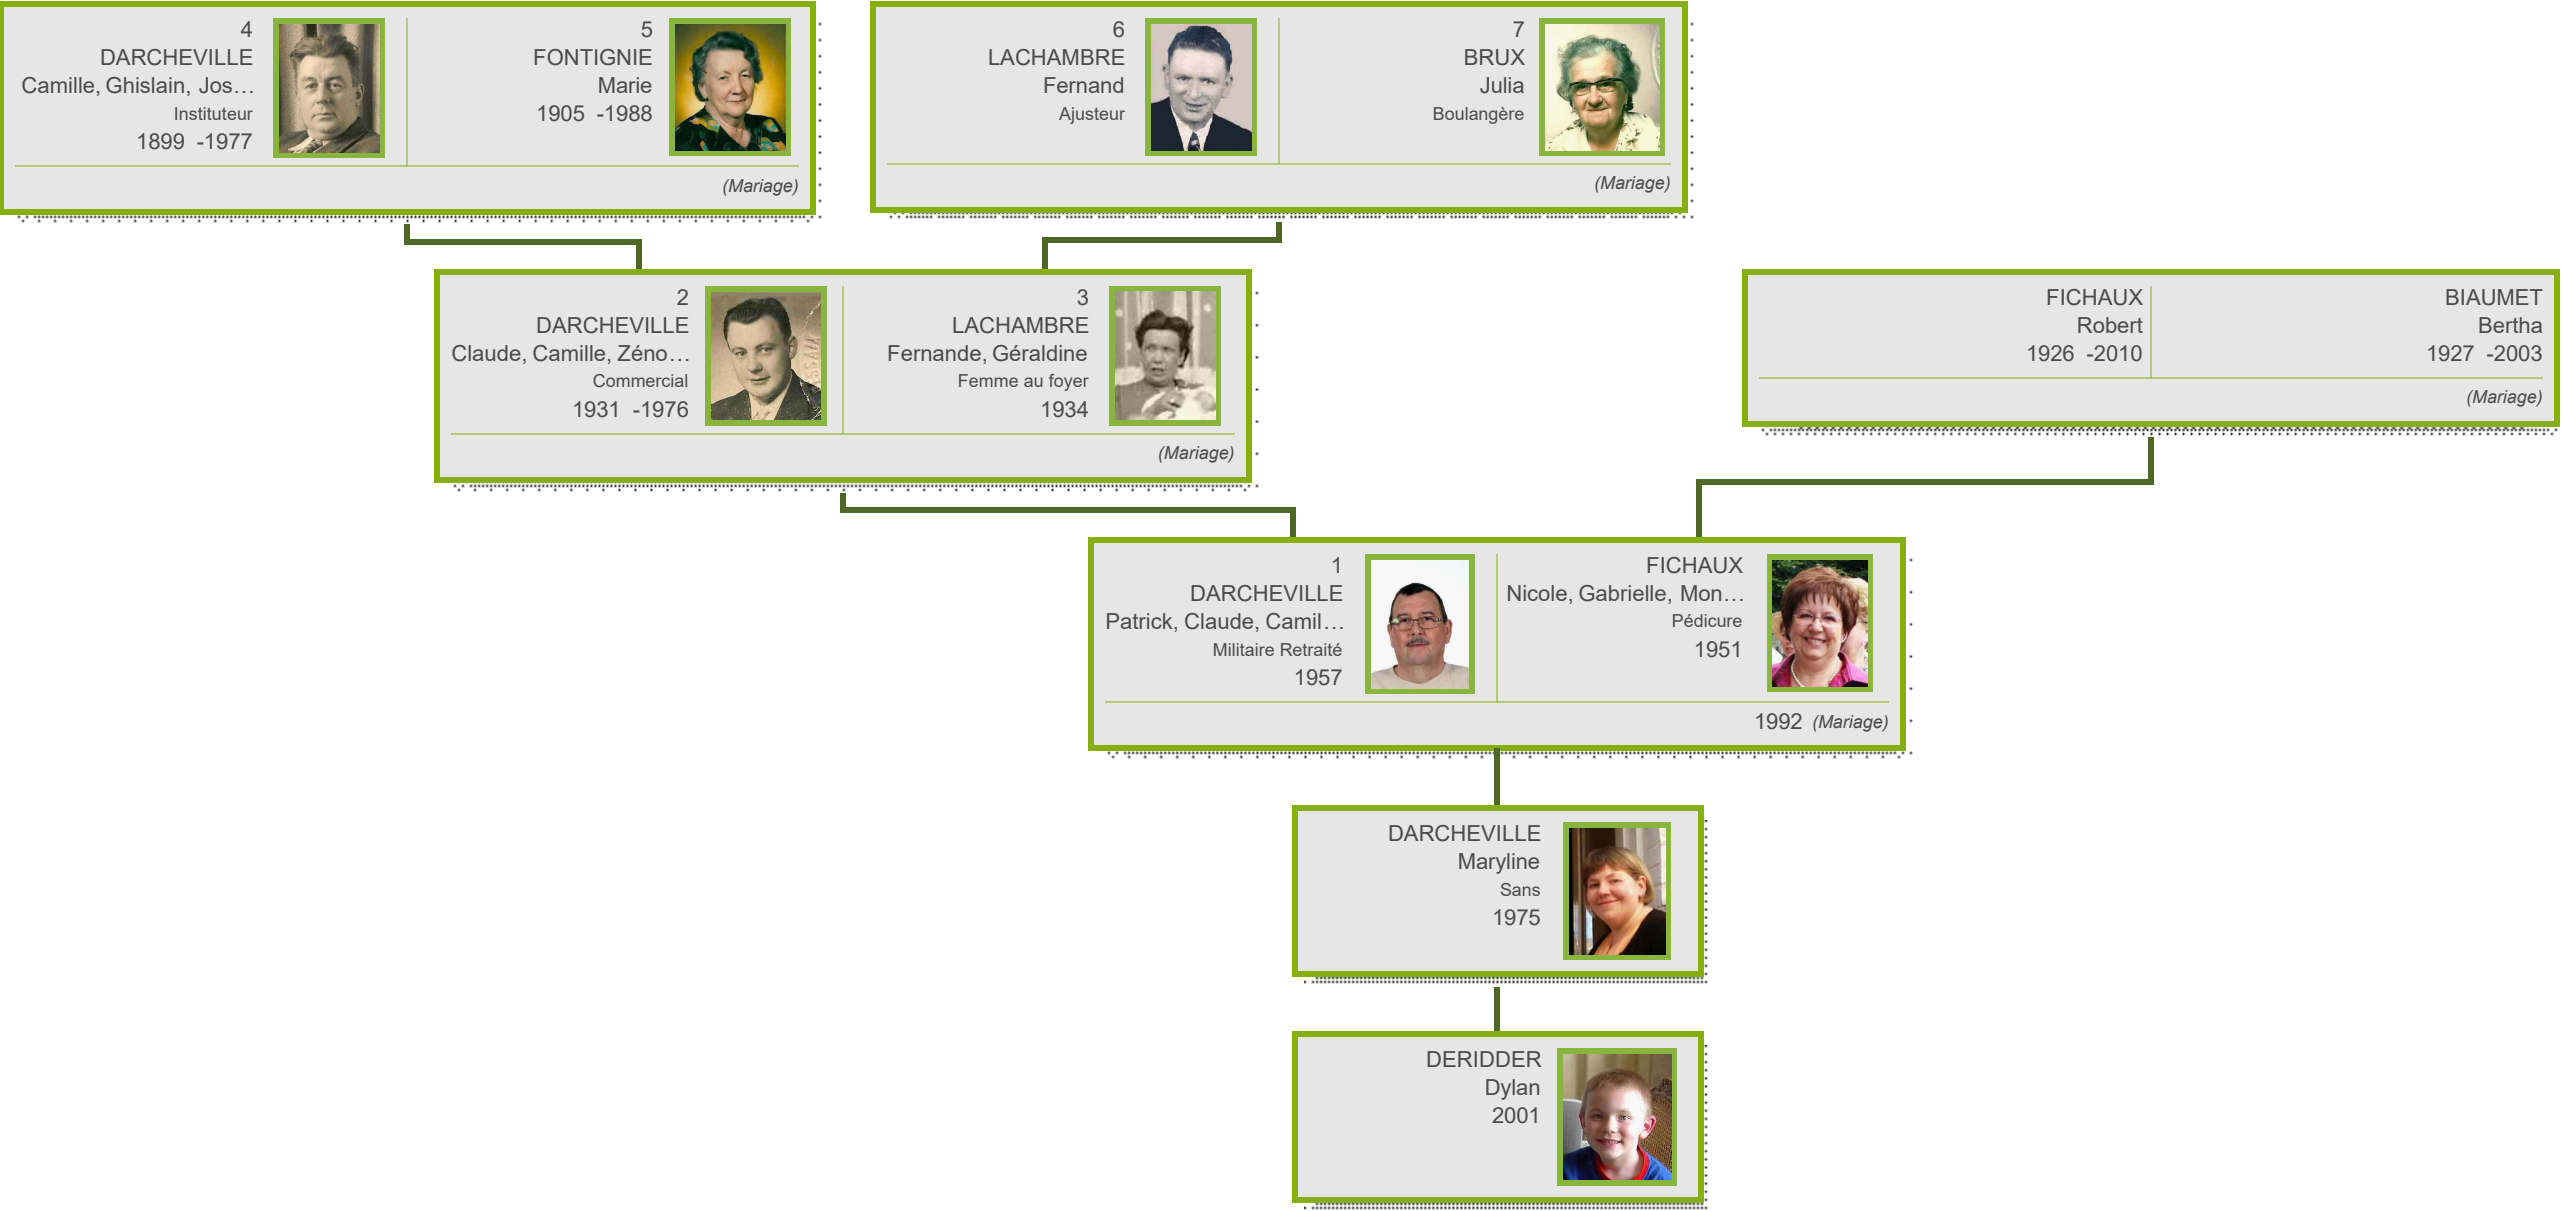 4
DARCHEVILLE
Camille, Ghislain, Jos...
Instituteur
1899 -1977
5
FONTIGNIE
Marie
1905 -1988
(Mariage)
6
LACHAMBRE
Fernand
Ajusteur
7
BRUX
Julia
Boulangère
(Mariage)
2
DARCHEVILLE
Claude, Camille, Zéno...
Commercial
1931 -1976
3
LACHAMBRE
Fernande, Géraldine
Femme au foyer
1934
(Mariage)
FICHAUX
Robert
1926 -2010
BIAUMET
Bertha
1927 -2003
(Mariage)
1
DARCHEVILLE
Patrick, Claude, Camil...
Militaire Retraité
1957
FICHAUX
Nicole, Gabrielle, Mon...
Pédicure
1951
1992 (Mariage)
DARCHEVILLE
Maryline
Sans
1975
DERIDDER
Dylan
2001